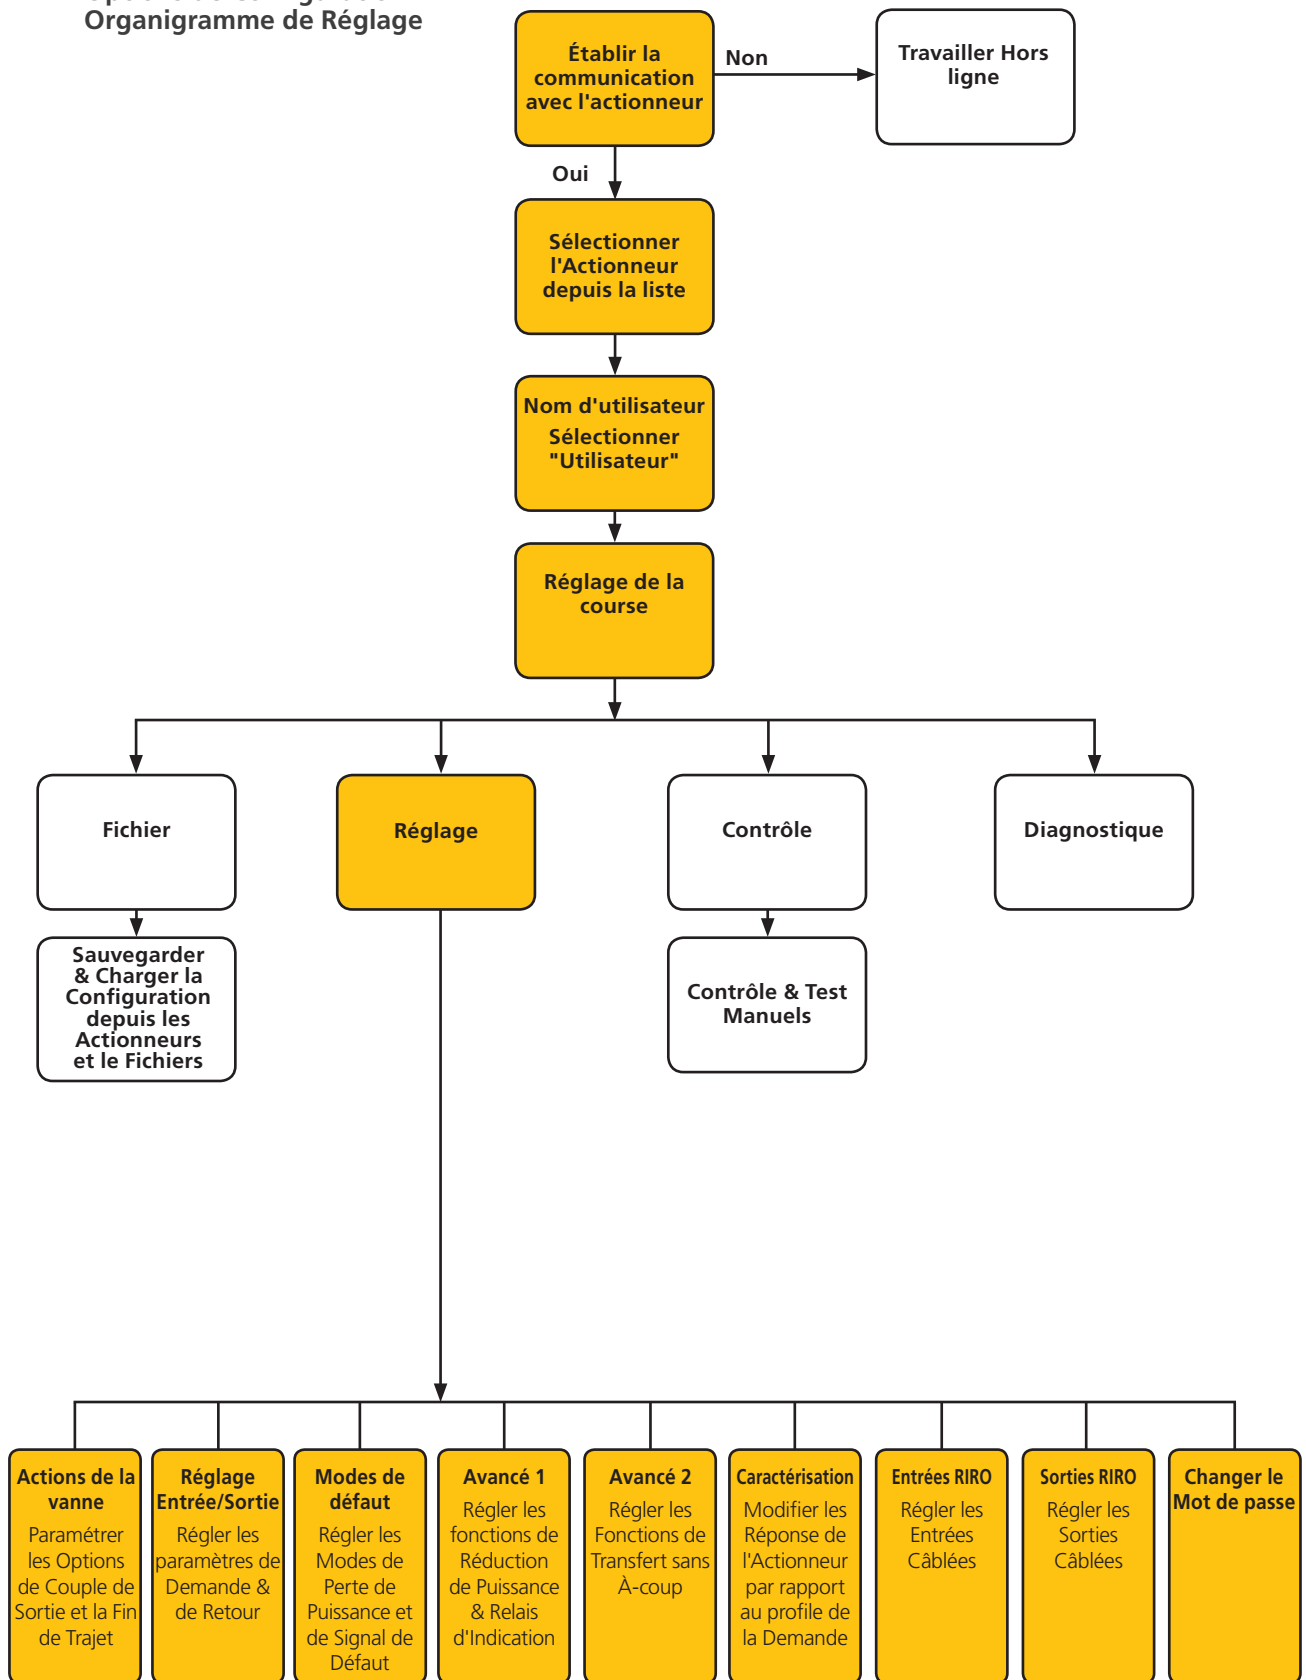 Organigramme de Réglage
Établir la
communication
avec l'actionneur
Non
Travailler Hors
ligne
Oui
Sélectionner
l'Actionneur
depuis la liste
Nom d'utilisateur
Sélectionner
"Utilisateur"
Réglage de la
course
Fichier
Réglage
Contrôle
Diagnostique
Sauvegarder
& Charger la
Configuration
depuis les
Actionneurs
et le Fichiers
Contrôle & Test
Manuels
Actions de la
vanne
Paramétrer
les Options
de Couple de
Sortie et la Fin
de Trajet
Réglage
Entrée/Sortie
Régler les
paramètres de
Demande &
de Retour
Modes de
défaut
Régler les
Modes de
Perte de
Puissance et
de Signal de
Défaut
Avancé 1
Régler les
fonctions de
Réduction
de Puissance
& Relais
d'Indication
Avancé 2
Régler les
Fonctions de
Transfert sans
À-coup
Caractérisation
Modifier les
Réponse de
l'Actionneur
par rapport
au profile de
la Demande
Entrées RIRO
Régler les
Entrées
Câblées
Sorties RIRO
Régler les
Sorties
Câblées
Changer le
Mot de passe